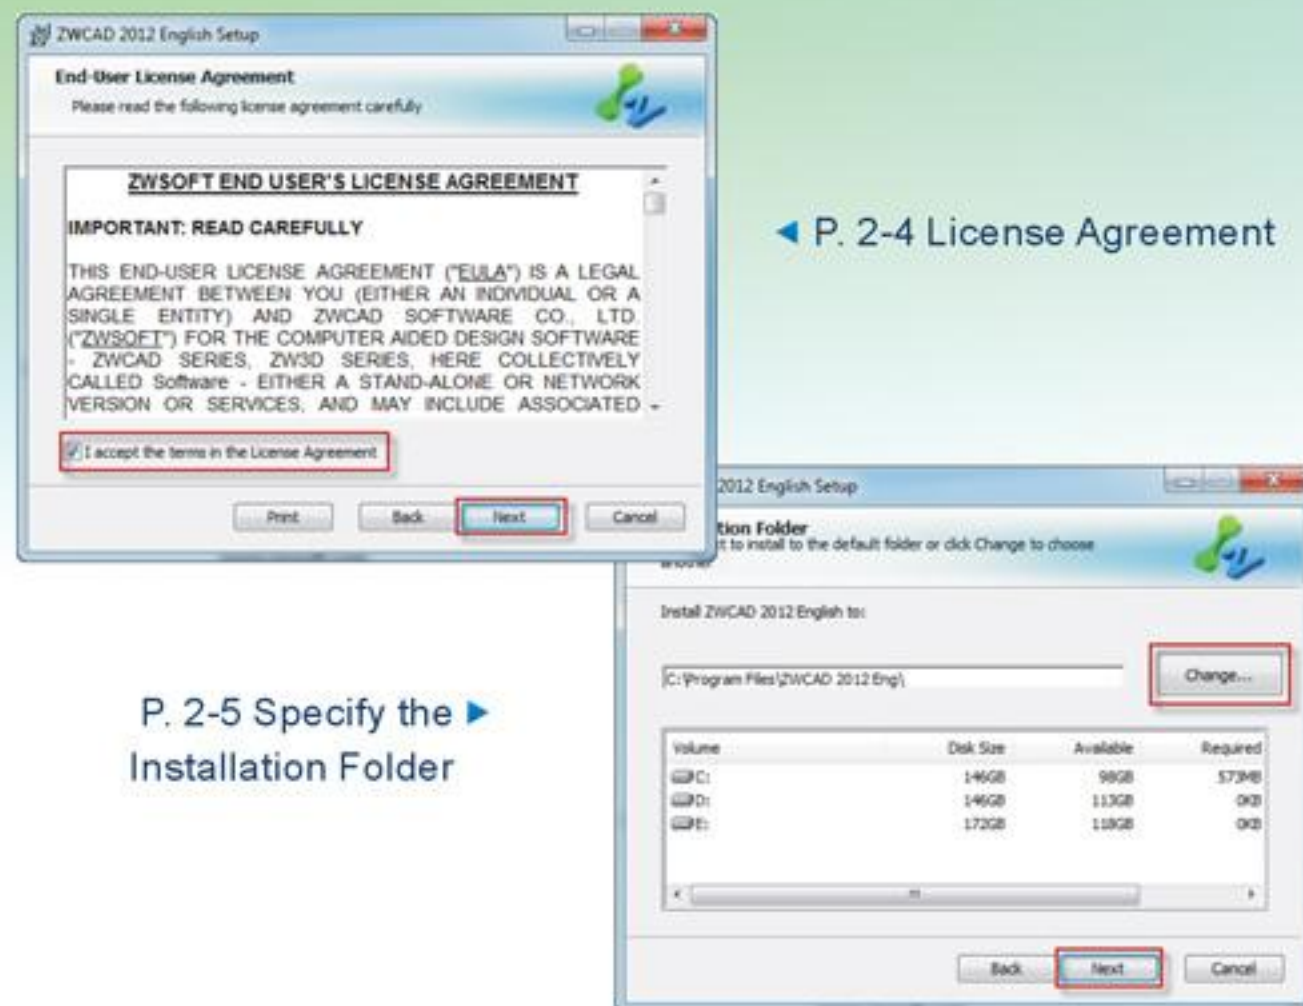 ZWCAD 2012 English Setup
End-User License Agreement
Please read the following license agreement carefully
ZWSOFT END USER'S LICENSE AGREEMENT
IMPORTANT: READ CAREFULLY
THIS END-USER LICENSE AGREEMENT ("EULA") IS A LEGAL
AGREEMENT BETWEEN YOU (EITHER AN INDIVIDUAL OR A
SINGLE ENTITY) AND ZWCAD SOFTWARE CO., LTD.
("ZWSOFT") FOR THE COMPUTER AIDED DESIGN SOFTWARE
- ZWCAD SERIES, ZW3D SERIES, HERE COLLECTIVELY
CALLED Software - EITHER A STAND-ALONE OR NETWORK
VERSION OR SERVICES, AND MAY INCLUDE ASSOCIATED
I accept the terms in the License Agreement
Print Back Next Cancel
◄ P. 2-4 License Agreement
2012 English Setup
tion Folder
to install to the default folder or click Change to choose
another
Install ZWCAD 2012 English to:
C:\Program Files\ZWCAD 2012 Eng\
Change...
Volume Disk Size Available Required
C: 146GB 98GB 573MB
D: 146GB 113GB 0KB
E: 172GB 118GB 0KB
Back Next Cancel
P. 2-5 Specify the ►
Installation Folder